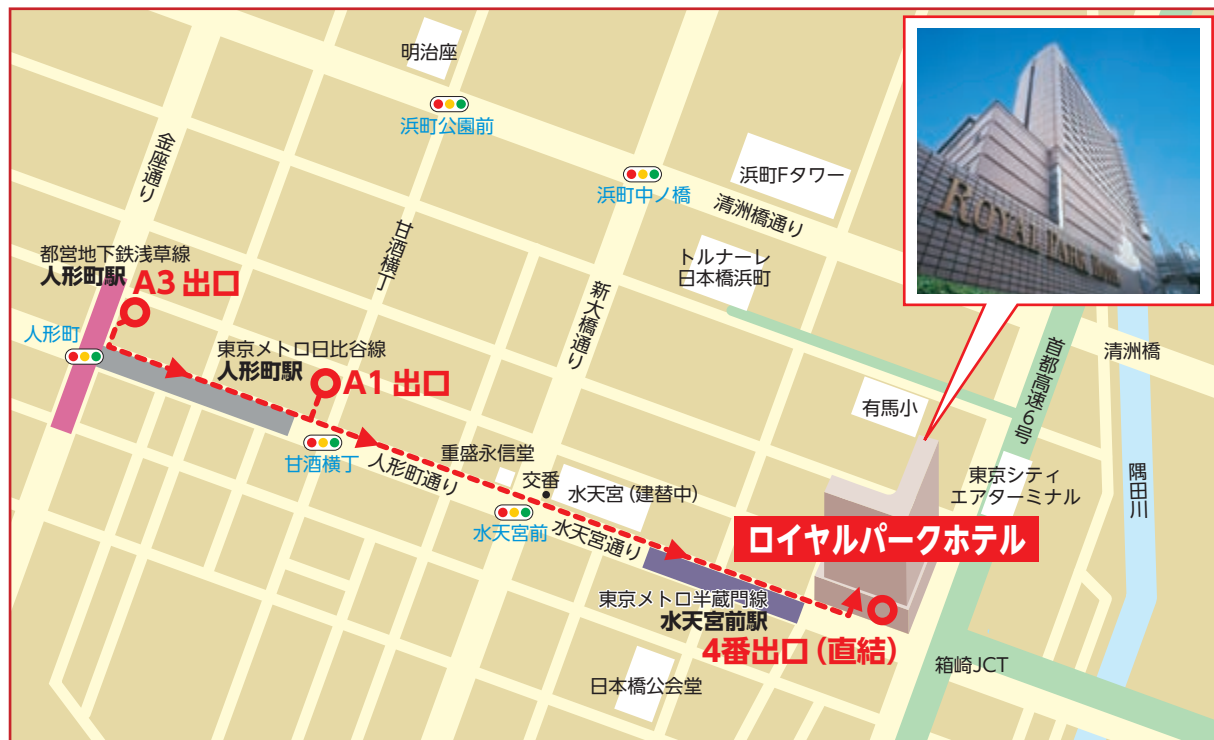 明治座
浜町公園前
金座通り
浜町中ノ橋
浜町Fタワー
清洲橋通り
甘酒横丁
トルナーレ
日本橋浜町
新大橋通り
都営地下鉄浅草線
人形町駅
A3 出口
人形町
東京メトロ日比谷線
人形町駅
A1 出口
甘酒横丁
人形町通り
重盛永信堂
交番
水天宮 (建替中)
水天宮前
水天宮通り
有馬小
首都高速6号
清洲橋
隅田川
東京シティ
エアターミナル
ロイヤルパークホテル
東京メトロ半蔵門線
水天宮前駅
4番出口 (直結)
日本橋公会堂
箱崎JCT
ROYAL PARK HOTEL